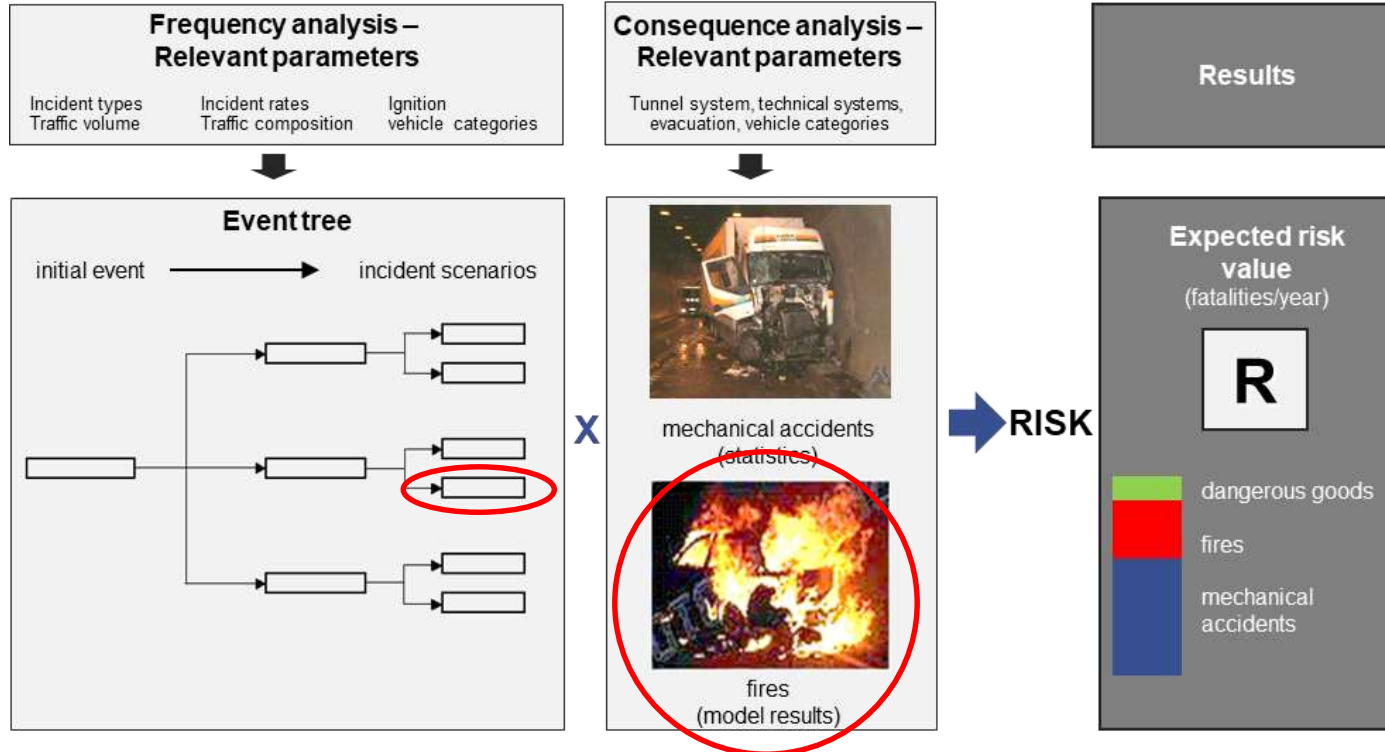 Frequency analysis –
Relevant parameters
Incident types
Traffic volume
Incident rates
Traffic composition
Ignition
vehicle categories
Consequence analysis –
Relevant parameters
Tunnel system, technical systems,
evacuation, vehicle categories
Results
Event tree
initial event
incident scenarios
X
mechanical accidents
(statistics)
fires
(model results)
RISK
Expected risk
value
(fatalities/year)
R
dangerous goods
fires
mechanical
accidents